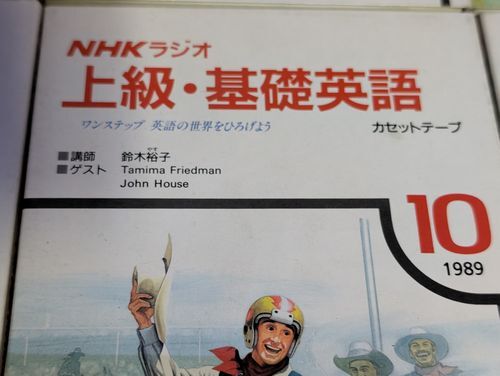 NHKラジオ
上級・基礎英語
ワンステップ 英語の世界をひろげよう
カセットテープ
■講師 鈴木裕子
やす
■ゲスト Tamima Friedman
John House
10
1989